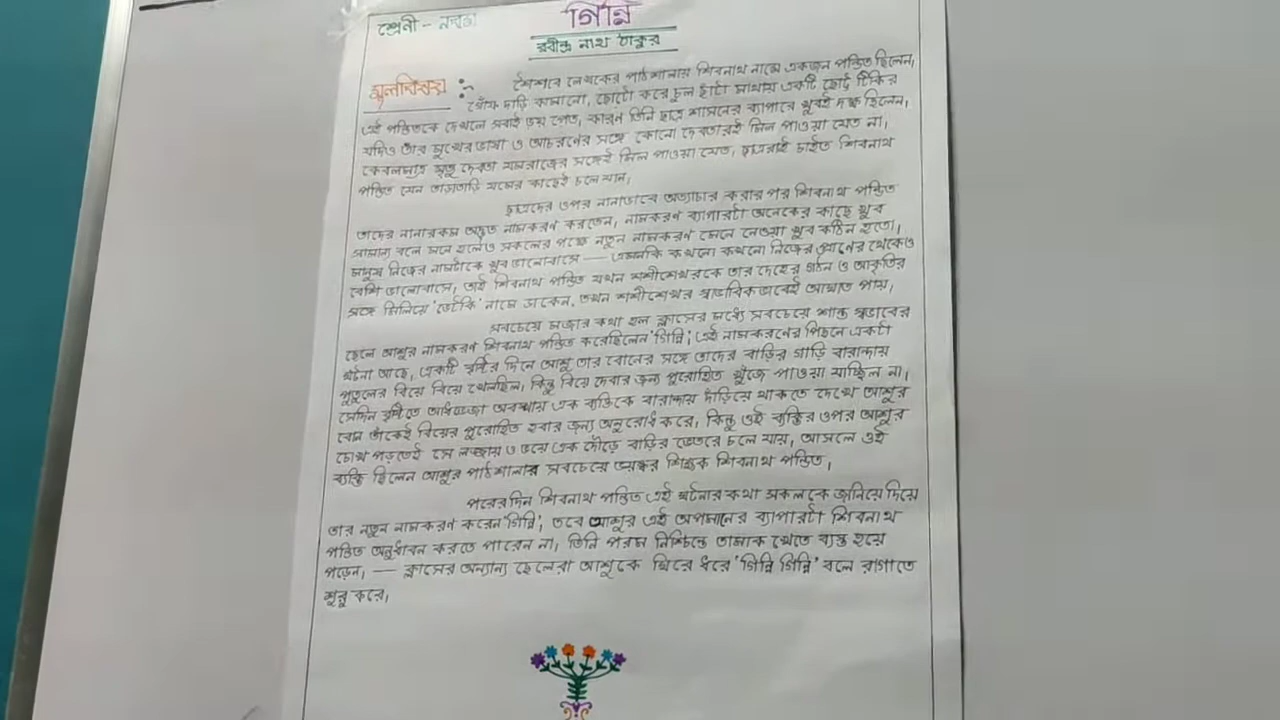 শ্রেণী - নবম
গিন্নি
রবীন্দ্র নাথ ঠাকুর
মূলবিষয় :-
শৈশবে লেখকের পাঠশালায় শিবনাথ নামে একজন পণ্ডিত ছিলেন,
গোঁফ দাড়ি কামানো, ছোটো করে চুল ছাঁটা মাথায় একটি ছোট্ট টিকির
এই পণ্ডিতকে দেখলে সবাই ভয় পেত, কারণ তিনি ছাত্র শাসনের ব্যাপারে খুবই দক্ষ ছিলেন,
যদিও তার মুখের ভাষা ও আচরণের সঙ্গে কোনো দেবতারই মিল পাওয়া যেত না,
কেবলমাত্র মৃত্যু দেবতা যমরাজের সঙ্গেই মিল পাওয়া যেত, ছাত্ররাই চাইত শিবনাথ
পণ্ডিত যেন তাড়াতাড়ি যমের কাছেই চলে যান,
ছাত্রদের ওপর নানাভাবে অত্যাচার করার পর শিবনাথ পণ্ডিত
তাদের নানারকম অদ্ভুত নামকরণ করতেন, নামকরণ ব্যাপারটা অনেকের কাছে খুব
সামান্য বলে মনে হলেও সকলের পক্ষে নতুন নামকরণ মেনে নেওয়া খুব কঠিন হতো,
মানুষ নিজের নামটাকে খুব ভালোবাসে — এমনকি কখনো কখনো নিজের প্রাণের থেকেও
বেশি ভালোবাসে, তাই শিবনাথ পণ্ডিত যখন শশীশেখরকে তার দেহের গঠন ও আকৃতির
সঙ্গে মিলিয়ে 'ভেটকি' নামে ডাকেন, তখন শশীশেখর স্বাভাবিকভাবেই আঘাত পায়,
সবচেয়ে মজার কথা হল ক্লাসের মধ্যে সবচেয়ে শান্ত স্বভাবের
ছেলে আশুর নামকরণ শিবনাথ পণ্ডিত করেছিলেন 'গিন্নি', এই নামকরণের পিছনে একটা
ঘটনা আছে, একটি বৃষ্টির দিনে আশু তার বোনের সঙ্গে তাদের বাড়ির গাড়ি বারান্দায়
পুতুলের বিয়ে বিয়ে খেলছিল, কিন্তু বিয়ে দেবার জন্য পুরোহিত খুঁজে পাওয়া যাচ্ছিল না,
সেদিন বৃষ্টিতে আধভেজা অবস্থায় এক ব্যক্তিকে বারান্দায় দাঁড়িয়ে থাকতে দেখে আশুর
বোন তাঁকেই বিয়ের পুরোহিত হবার জন্য অনুরোধ করে, কিন্তু ওই ব্যক্তির ওপর আশুর
চোখ পড়তেই সে লজ্জায় ও ভয়ে এক দৌড়ে বাড়ির ভেতরে চলে যায়, আসলে ওই
ব্যক্তি ছিলেন আশুর পাঠশালার সবচেয়ে ভয়ঙ্কর শিক্ষক শিবনাথ পণ্ডিত,
পরের দিন শিবনাথ পণ্ডিত এই ঘটনার কথা সকলকে জানিয়ে দিয়ে
তার নতুন নামকরণ করেন 'গিন্নি', তবে আশুর এই অপমানের ব্যাপারটা শিবনাথ
পণ্ডিত অনুধাবন করতে পারেন না, তিনি পরম নিশ্চিন্তে তামাক খেতে ব্যস্ত হয়ে
পড়েন, — ক্লাসের অন্যান্য ছেলেরা আশুকে ঘিরে ধরে 'গিন্নি গিন্নি' বলে রাগাতে
শুরু করে,